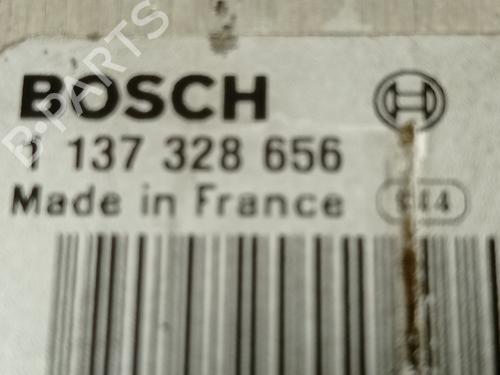 BOSCH
1 137 328 656
Made in France
B-PARTS